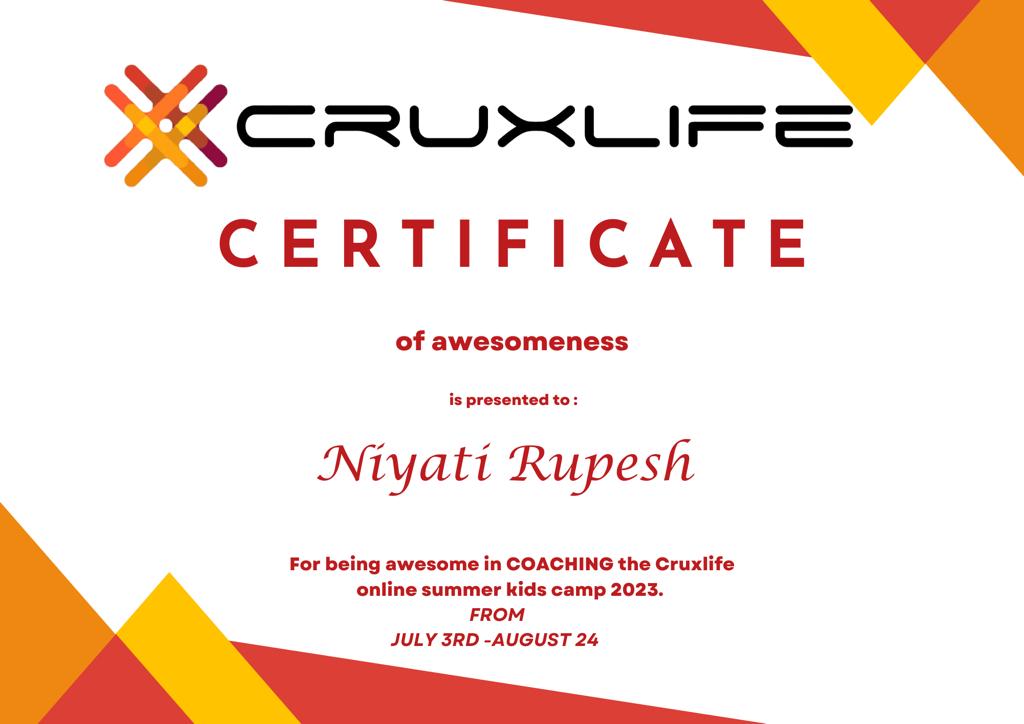 CRUXLIFE
CERTIFICATE
of awesomeness
is presented to :
Niyati Rupesh
For being awesome in COACHING the Cruxlife
online summer kids camp 2023.
FROM
JULY 3RD -AUGUST 24